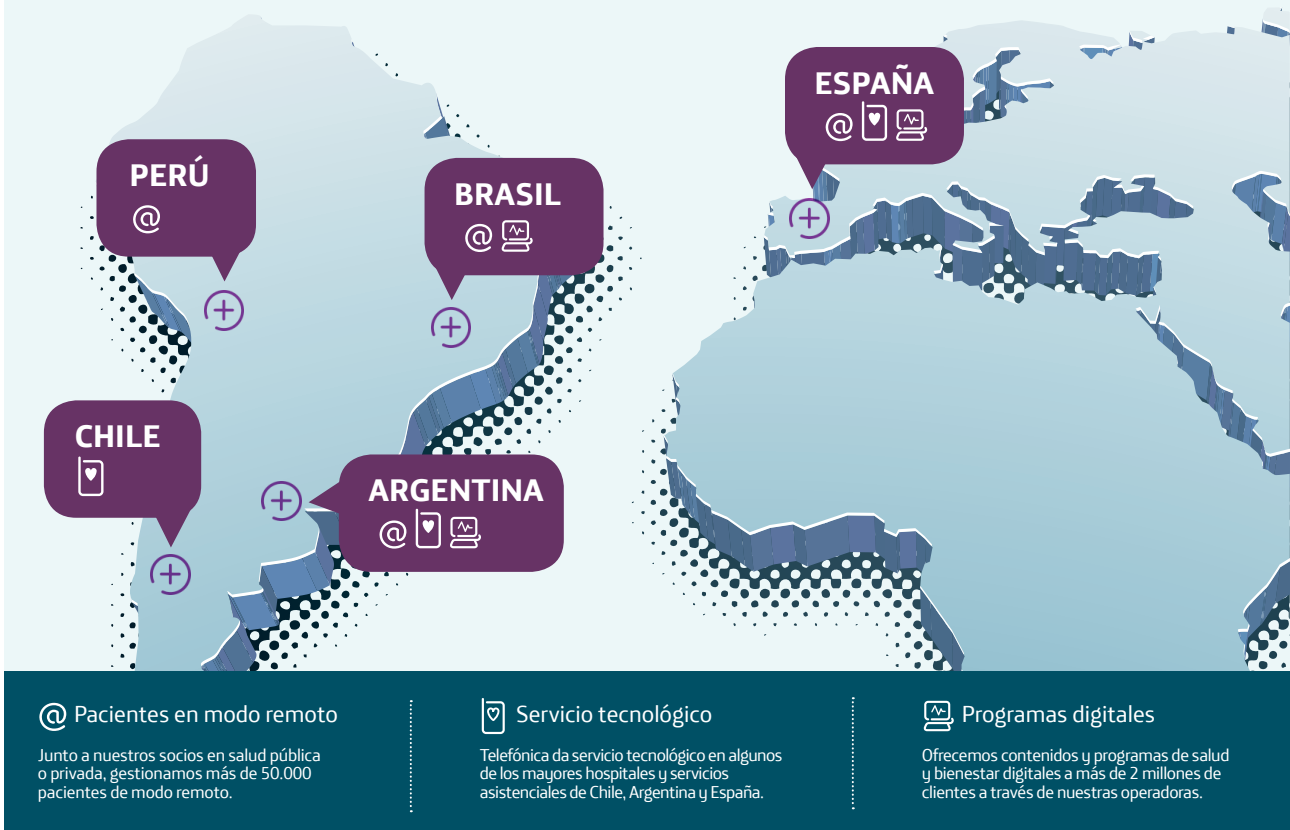 PERÚ
@
BRASIL
@
ESPAÑA
@
CHILE
ARGENTINA
@
@ Pacientes en modo remoto
Junto a nuestros socios en salud pública
o privada, gestionamos más de 50.000
pacientes de modo remoto.
Servicio tecnológico
Telefónica da servicio tecnológico en algunos
de los mayores hospitales y servicios
asistenciales de Chile, Argentina y España.
Programas digitales
Ofrecemos contenidos y programas de salud
y bienestar digitales a más de 2 millones de
clientes a través de nuestras operadoras.